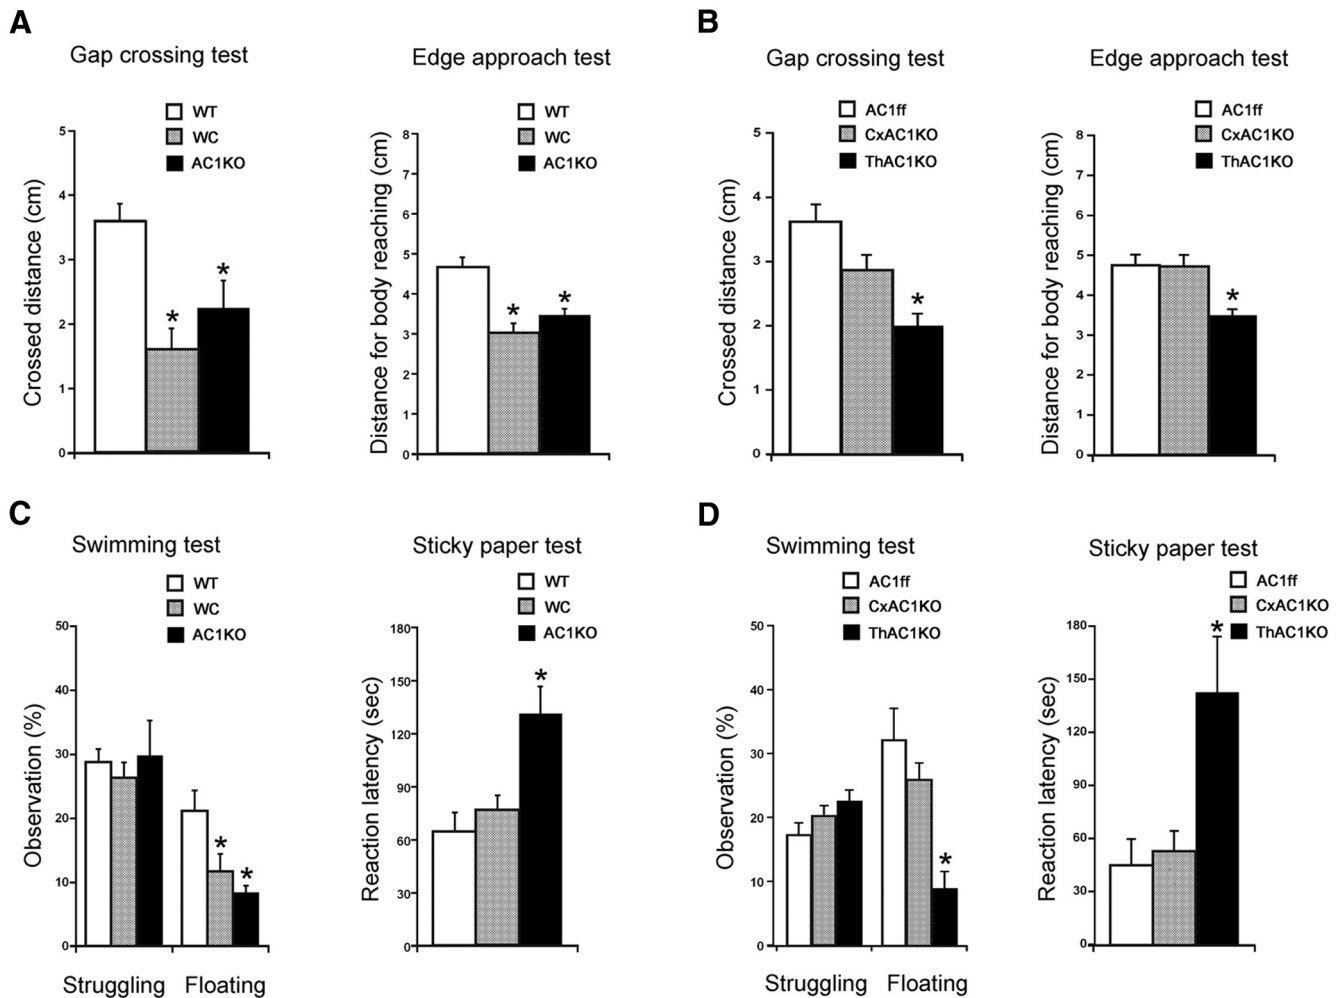 A
Gap crossing test
WT
WC
AC1KO
Crossed distance (cm)
5
4
3
2
1
0
*
*
Edge approach test
WT
WC
AC1KO
Distance for body reaching (cm)
8
7
6
5
4
3
2
1
0
*
*
B
Gap crossing test
AC1ff
CxAC1KO
ThAC1KO
Crossed distance (cm)
5
4
3
2
1
0
*
Edge approach test
AC1ff
CxAC1KO
ThAC1KO
Distance for body reaching (cm)
8
7
6
5
4
3
2
1
0
*
C
Swimming test
WT
WC
AC1KO
Observation (%)
50
40
30
20
10
0
*
*
Struggling
Floating
Sticky paper test
WT
WC
AC1KO
Reaction latency (sec)
180
150
120
90
60
30
0
*
D
Swimming test
AC1ff
CxAC1KO
ThAC1KO
Observation (%)
50
40
30
20
10
0
*
Struggling
Floating
Sticky paper test
AC1ff
CxAC1KO
ThAC1KO
Reaction latency (sec)
180
150
120
90
60
30
0
*